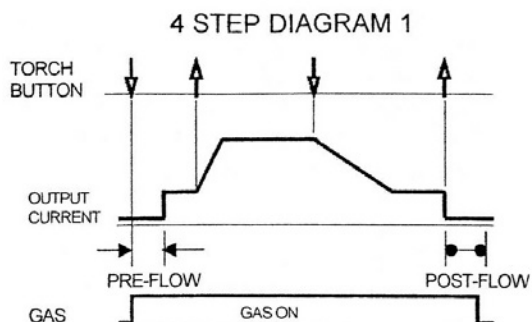 4 STEP DIAGRAM 1
TORCH
BUTTON
OUTPUT
CURRENT
PRE-FLOW
POST-FLOW
GAS
GAS ON